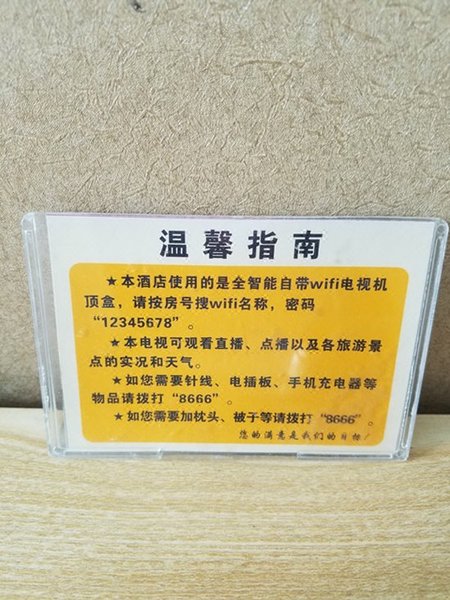 温馨指南
★本酒店使用的是全智能自带wifi电视机
顶盒，请按房号搜wifi名称，密码
“12345678”。
★本电视可观看直播、点播以及各旅游景
点的实况和天气。
★如您需要针线、电插板、手机充电器等
物品请拨打“8666”。
★如您需要加枕头、被子等请拨打“8666”。
您的满意是我们的目标！